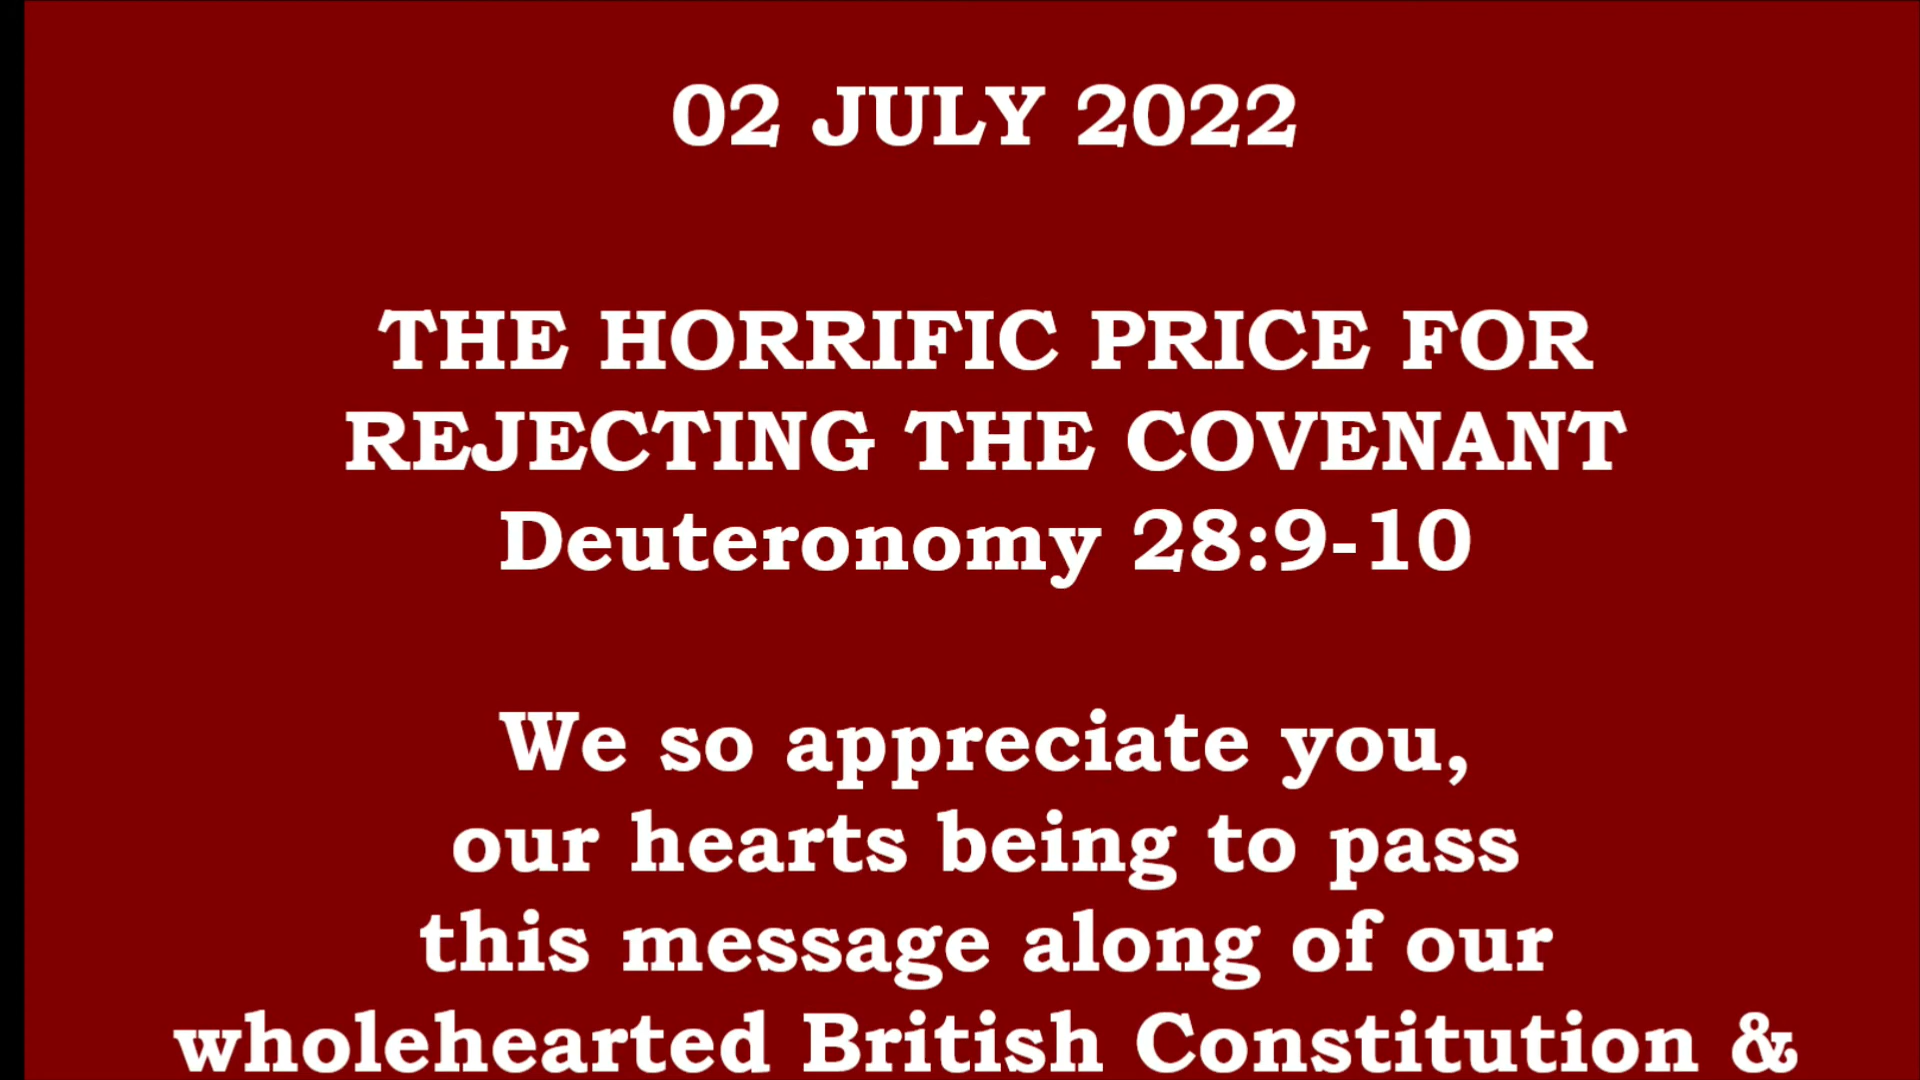 02 JULY 2022
THE HORRIFIC PRICE FOR
REJECTING THE COVENANT
Deuteronomy 28:9-10
We so appreciate you,
our hearts being to pass
this message along of our
wholehearted British Constitution &